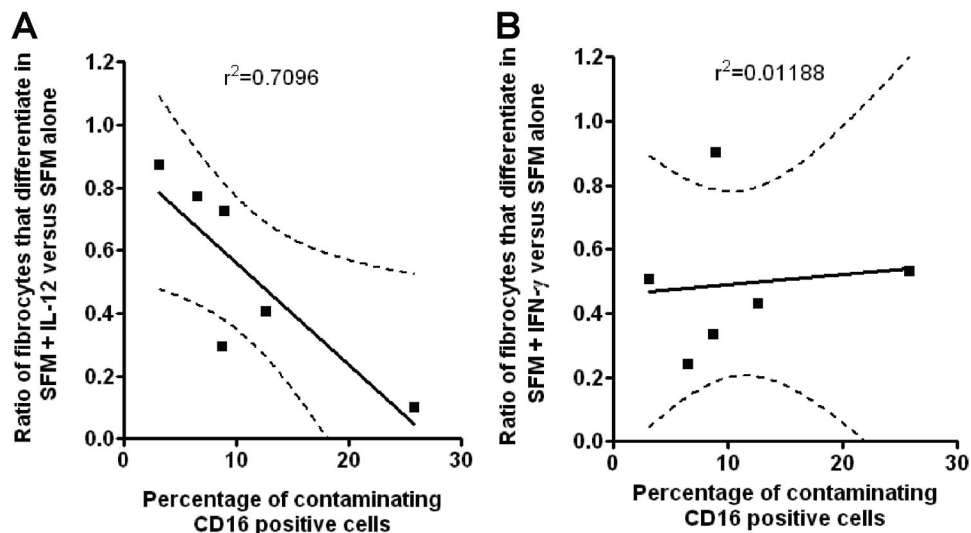 A
Ratio of fibrocytes that differentiate in
SFM + IL-12 versus SFM alone
r²=0.7096
1.2
1.0
0.8
0.6
0.4
0.2
0.0
0 10 20 30
Percentage of contaminating
CD16 positive cells
B
Ratio of fibrocytes that differentiate in
SFM + IFN-γ versus SFM alone
r²=0.01188
1.2
1.0
0.8
0.6
0.4
0.2
0.0
0 10 20 30
Percentage of contaminating
CD16 positive cells